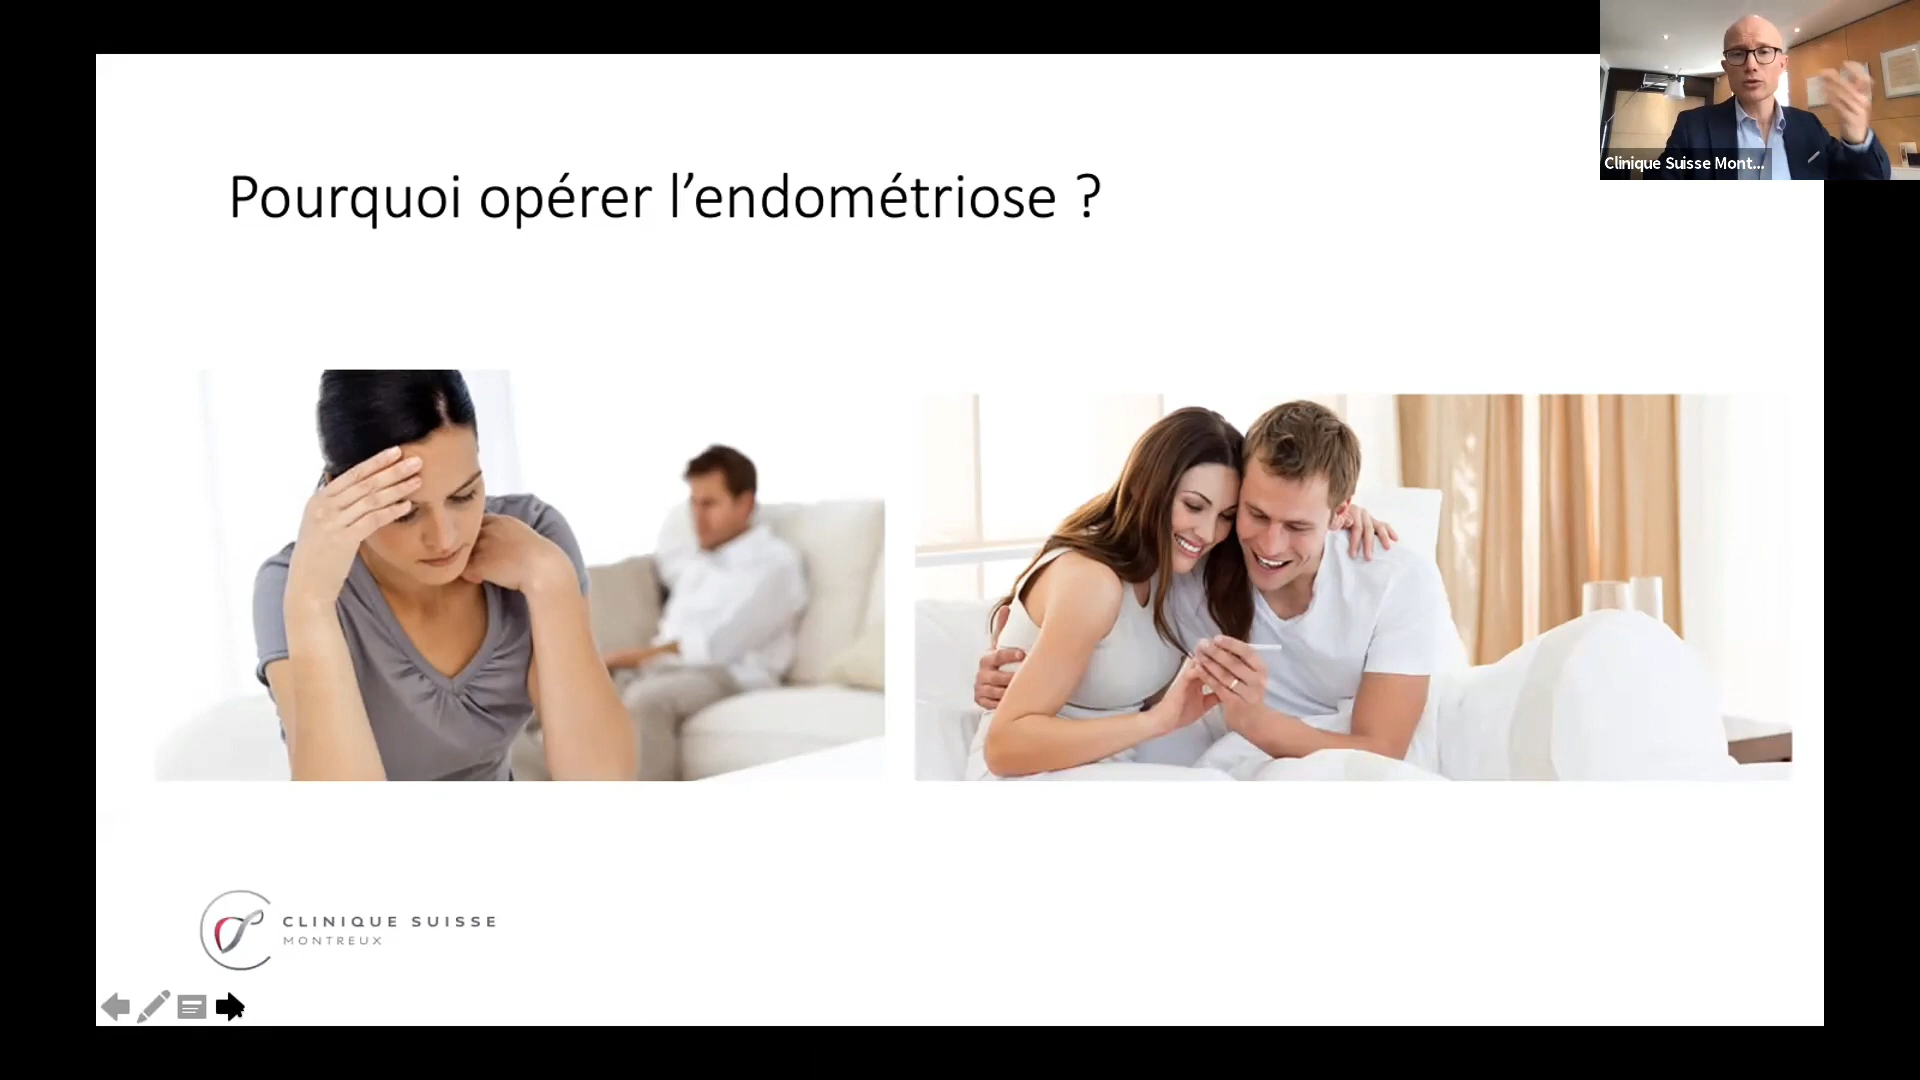 Clinique Suisse Mont...
Pourquoi opérer l’endométriose ?
CLINIQUE SUISSE
MONTREUX